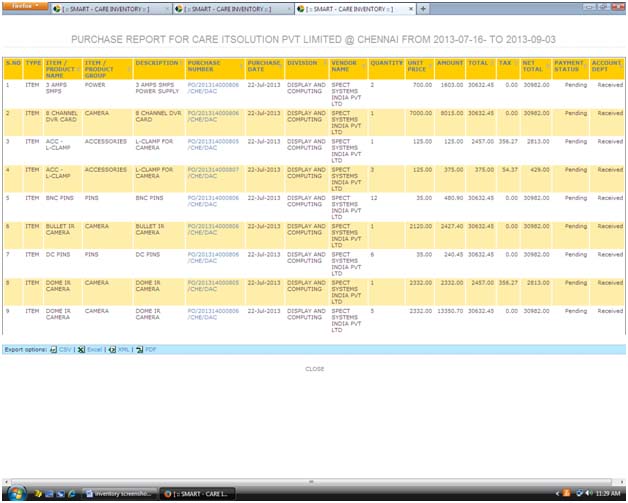 Firefox
[ :: SMART - CARE INVENTORY :: ]
[ :: SMART - CARE INVENTORY :: ]
[ :: SMART - CARE INVENTORY :: ]
PURCHASE REPORT FOR CARE ITSOLUTION PVT LIMITED @ CHENNAI FROM 2013-07-16- TO 2013-09-03
S.NO TYPE ITEM / PRODUCT NAME ITEM / PRODUCT GROUP DESCRIPTION PURCHASE NUMBER PURCHASE DATE DIVISION VENDOR NAME QUANTITY UNIT PRICE AMOUNT TOTAL TAX NET TOTAL PAYMENT STATUS ACCOUNT DEPT
1 ITEM 3 AMPS SMPS POWER 3 AMPS SMPS POWER SUPPLY PO/201314000806 /CHE/DAC 22-Jul-2013 DISPLAY AND COMPUTING SPECT SYSTEMS INDIA PVT LTD 2 700.00 1603.00 30632.45 0.00 30982.00 Pending Received
2 ITEM 8 CHANNEL DVR CARD CAMERA 8 CHANNEL DVR CARD PO/201314000806 /CHE/DAC 22-Jul-2013 DISPLAY AND COMPUTING SPECT SYSTEMS INDIA PVT LTD 1 7000.00 8015.00 30632.45 0.00 30982.00 Pending Received
3 ITEM ACC - L-CLAMP ACCESSORIES L-CLAMP FOR CAMERA PO/201314000805 /CHE/DAC 22-Jul-2013 DISPLAY AND COMPUTING SPECT SYSTEMS INDIA PVT LTD 1 125.00 125.00 2457.00 356.27 2813.00 Pending Received
4 ITEM ACC - L-CLAMP ACCESSORIES L-CLAMP FOR CAMERA PO/201314000807 /CHE/DAC 22-Jul-2013 DISPLAY AND COMPUTING SPECT SYSTEMS INDIA PVT LTD 3 125.00 375.00 375.00 54.37 429.00 Pending Received
5 ITEM BNC PINS PINS BNC PINS PO/201314000806 /CHE/DAC 22-Jul-2013 DISPLAY AND COMPUTING SPECT SYSTEMS INDIA PVT LTD 12 35.00 480.90 30632.45 0.00 30982.00 Pending Received
6 ITEM BULLET IR CAMERA CAMERA BULLET IR CAMERA PO/201314000806 /CHE/DAC 22-Jul-2013 DISPLAY AND COMPUTING SPECT SYSTEMS INDIA PVT LTD 1 2120.00 2427.40 30632.45 0.00 30982.00 Pending Received
7 ITEM DC PINS PINS DC PINS PO/201314000806 /CHE/DAC 22-Jul-2013 DISPLAY AND COMPUTING SPECT SYSTEMS INDIA PVT LTD 6 35.00 240.45 30632.45 0.00 30982.00 Pending Received
8 ITEM DOME IR CAMERA CAMERA DOME IR CAMERA PO/201314000805 /CHE/DAC 22-Jul-2013 DISPLAY AND COMPUTING SPECT SYSTEMS INDIA PVT LTD 1 2332.00 2332.00 2457.00 356.27 2813.00 Pending Received
9 ITEM DOME IR CAMERA CAMERA DOME IR CAMERA PO/201314000806 /CHE/DAC 22-Jul-2013 DISPLAY AND COMPUTING SPECT SYSTEMS INDIA PVT LTD 5 2332.00 13350.70 30632.45 0.00 30982.00 Pending Received
Export options: CSV | Excel | XML | PDF
CLOSE
inventory screensho...
[ :: SMART - CARE I...
11:29 AM